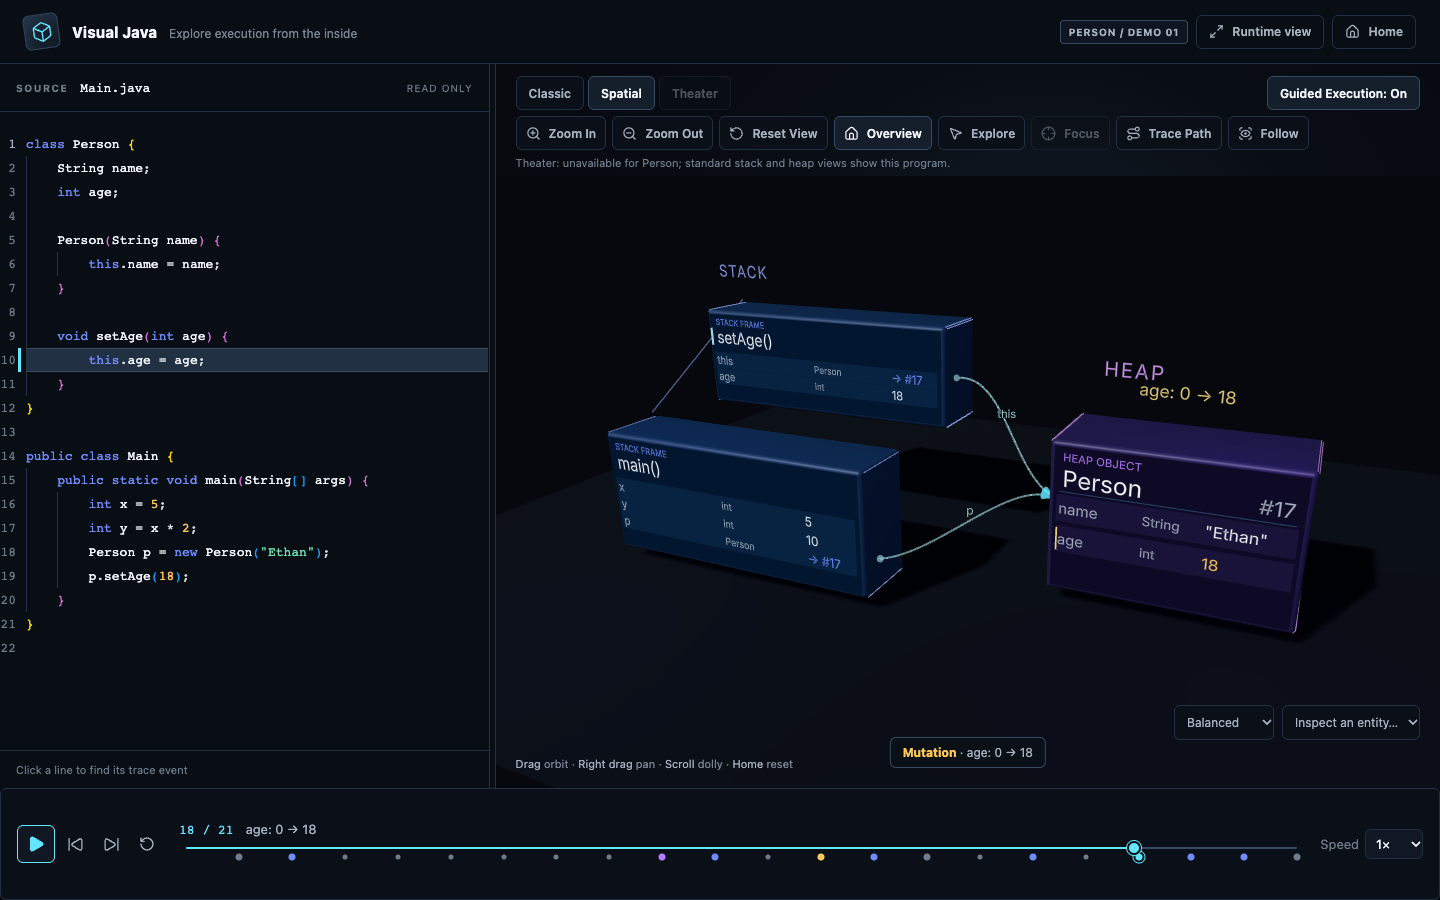 Visual Java
Explore execution from the inside
PERSON / DEMO 01
Runtime view
Home
SOURCE Main.java
READ ONLY
1 class Person {
2 String name;
3 int age;
4
5 Person(String name) {
6 this.name = name;
7 }
8
9 void setAge(int age) {
10 this.age = age;
11 }
12 }
13
14 public class Main {
15 public static void main(String[] args) {
16 int x = 5;
17 int y = x * 2;
18 Person p = new Person("Ethan");
19 p.setAge(18);
20 }
21 }
22
Click a line to find its trace event
Classic
Spatial
Theater
Guided Execution: On
Zoom In
Zoom Out
Reset View
Overview
Explore
Focus
Trace Path
Follow
Theater: unavailable for Person; standard stack and heap views show this program.
STACK
STACK FRAME
setAge()
this Person → #17
age int 18
STACK FRAME
main()
x int 5
y int 10
p Person → #17
this
p
HEAP
age: 0 → 18
HEAP OBJECT
Person
#17
name String "Ethan"
age int 18
Balanced
Inspect an entity...
Mutation · age: 0 → 18
Drag orbit · Right drag pan · Scroll dolly · Home reset
18 / 21 age: 0 → 18
Speed 1×